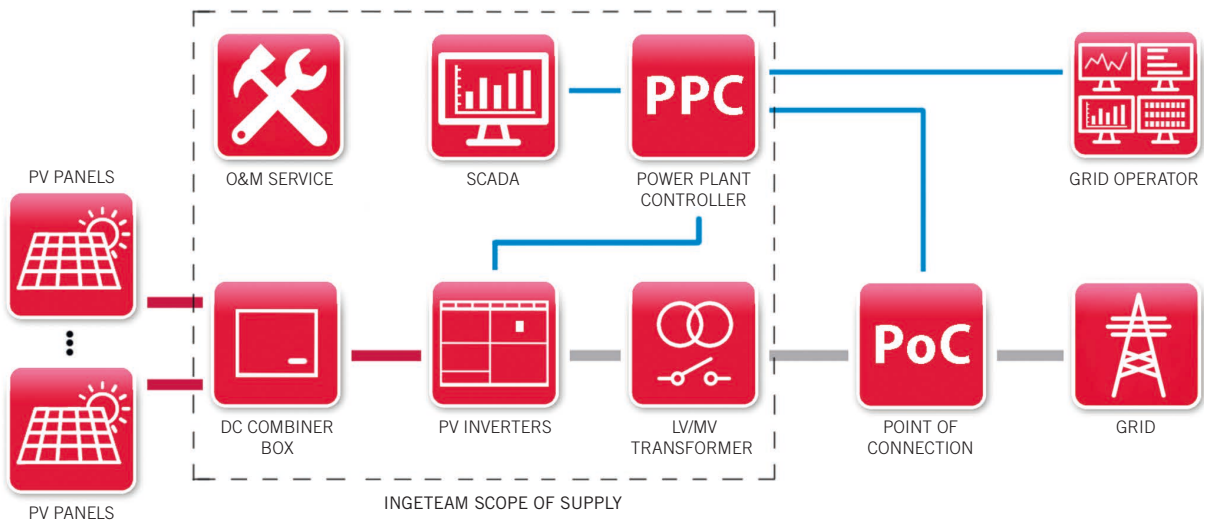 PPC
PV PANELS
O&M SERVICE
SCADA
POWER PLANT
CONTROLLER
GRID OPERATOR
PoC
DC COMBINER
BOX
PV INVERTERS
LV/MV
TRANSFORMER
POINT OF
CONNECTION
GRID
PV PANELS
INGETEAM SCOPE OF SUPPLY